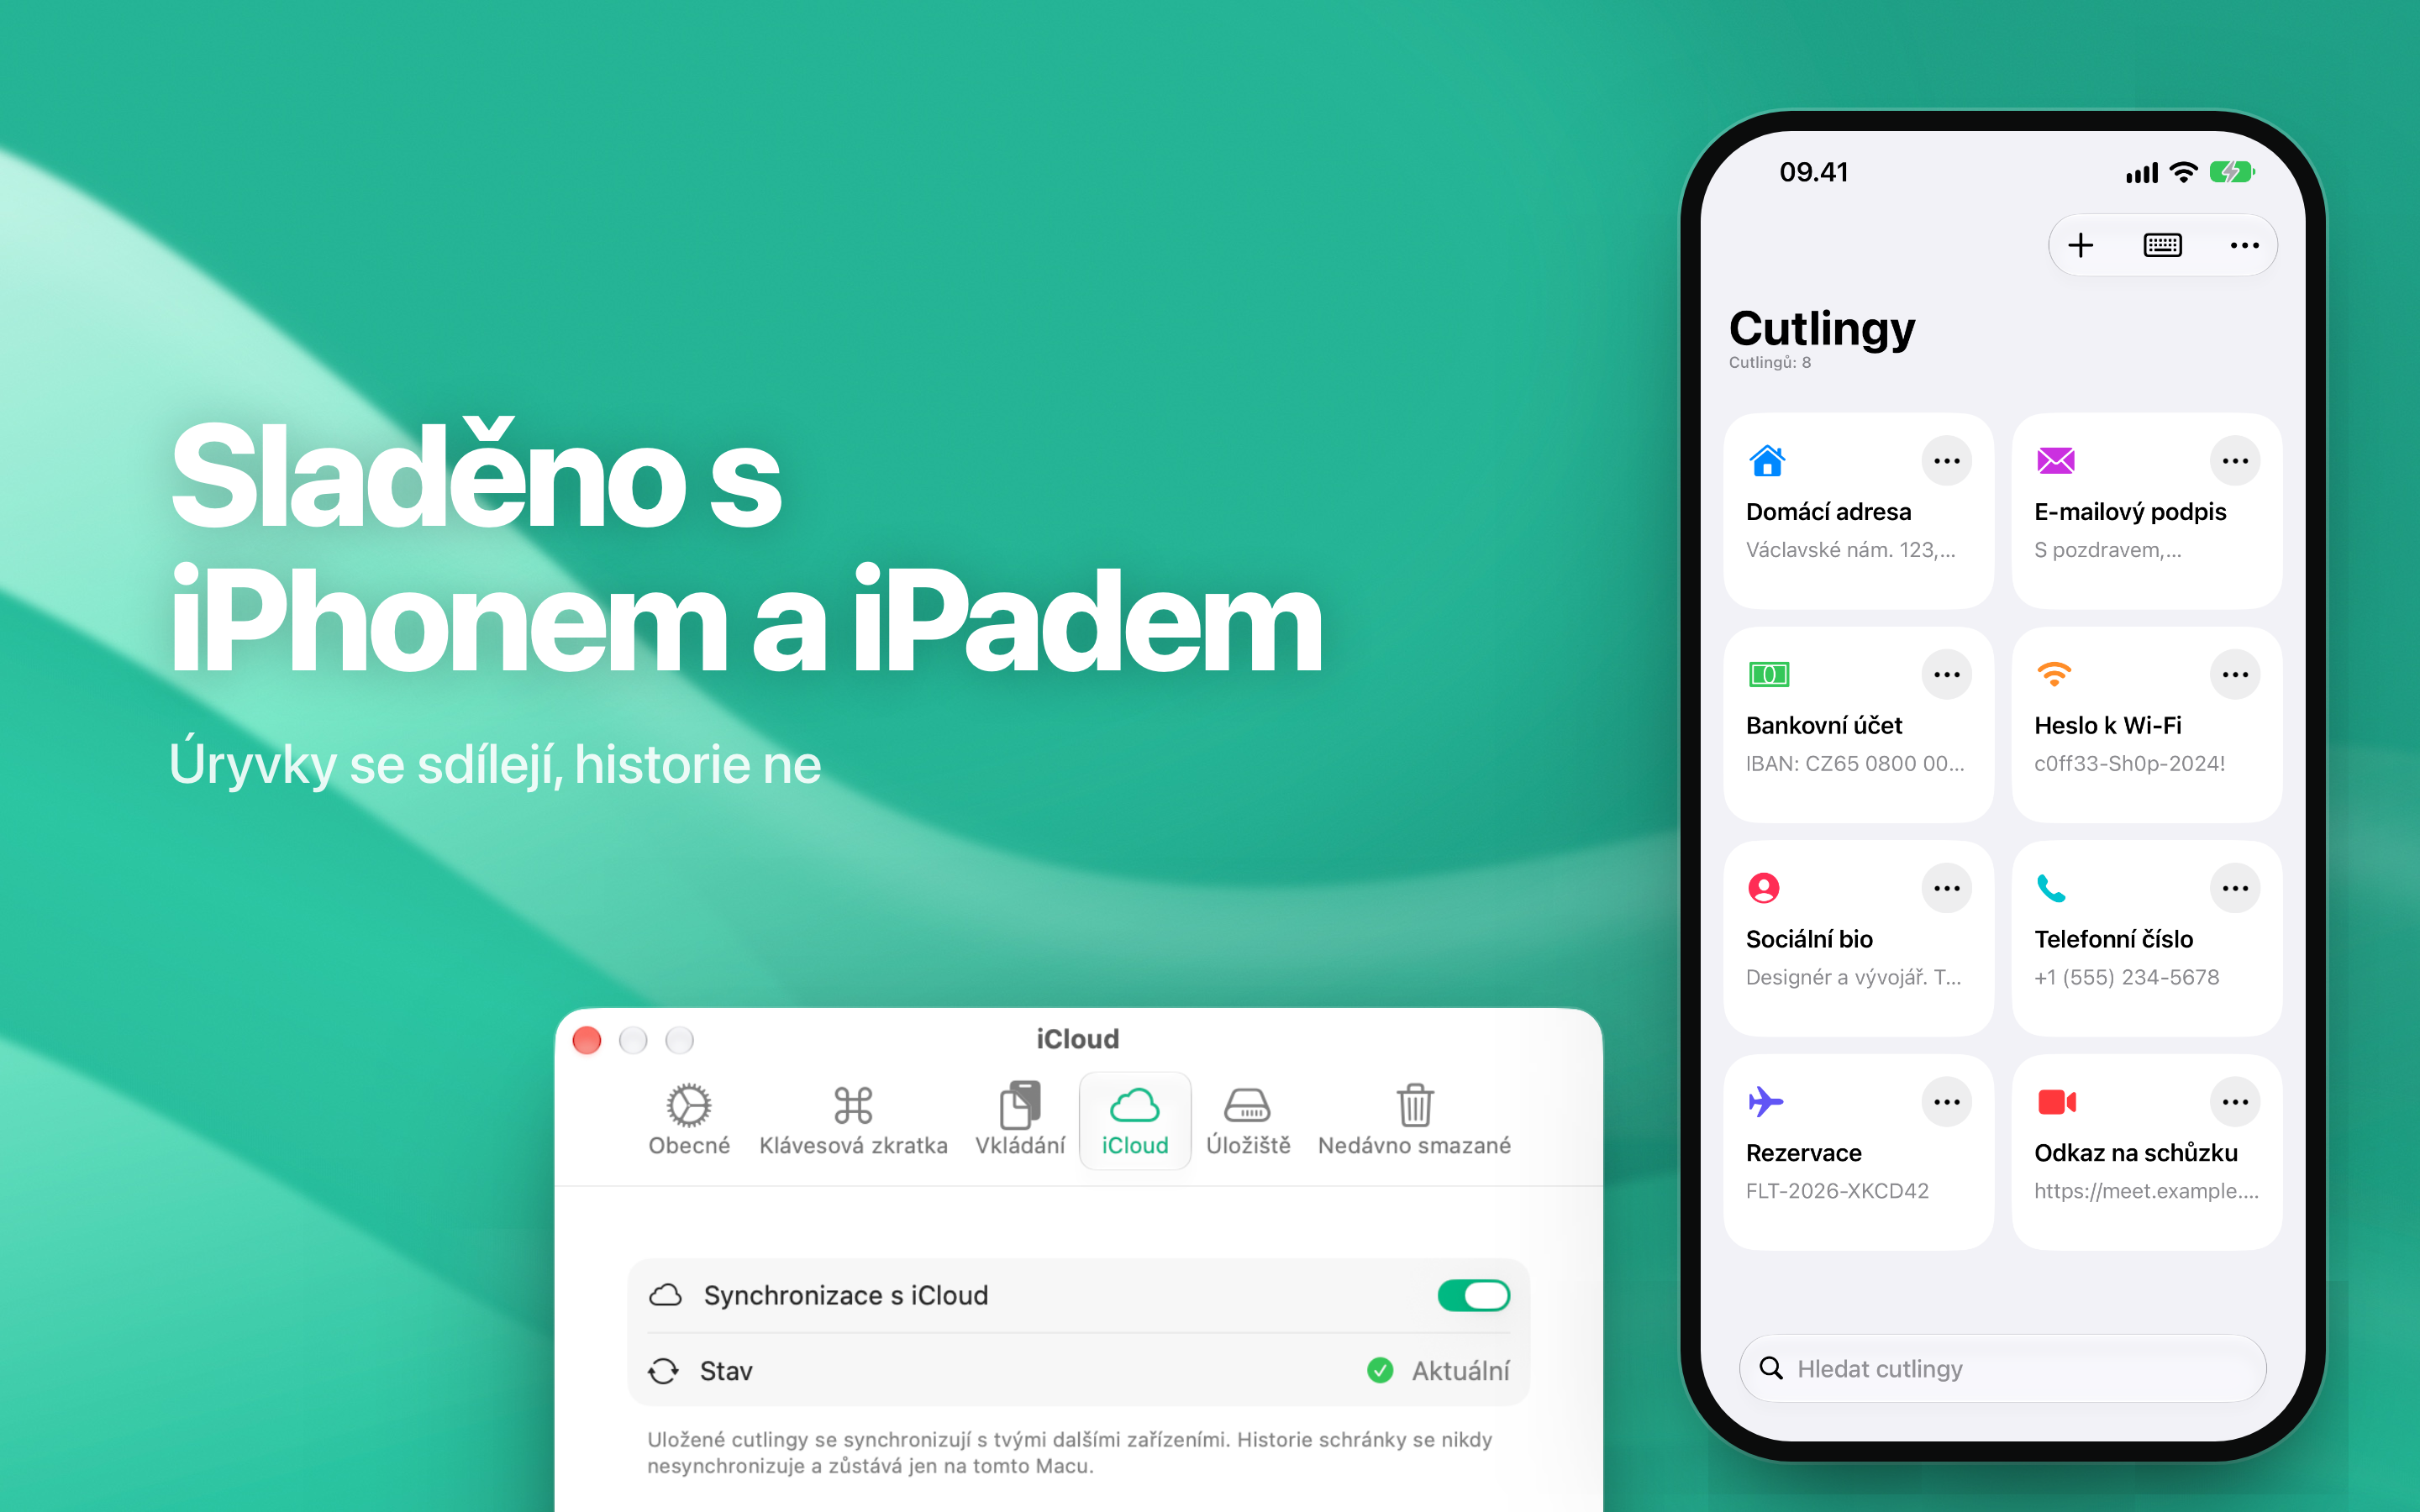 Sladěno s
iPhonem a iPadem
Úryvky se sdílejí, historie ne
iCloud
Obecné
Klávesová zkratka
Vkládání
iCloud
Úložiště
Nedávno smazané
Synchronizace s iCloud
Stav
Aktuální
Uložené cutlingy se synchronizují s tvými dalšími zařízeními. Historie schránky se nikdy
nesynchronizuje a zůstává jen na tomto Macu.
09.41
Cutlingy
Cutlingů: 8
Domácí adresa
Václavské nám. 123,...
E-mailový podpis
S pozdravem,...
Bankovní účet
IBAN: CZ65 0800 00...
Heslo k Wi-Fi
c0ff33-Sh0p-2024!
Sociální bio
Designér a vývojář. T...
Telefonní číslo
+1 (555) 234-5678
Rezervace
FLT-2026-XKCD42
Odkaz na schůzku
https://meet.example....
Hledat cutlingy